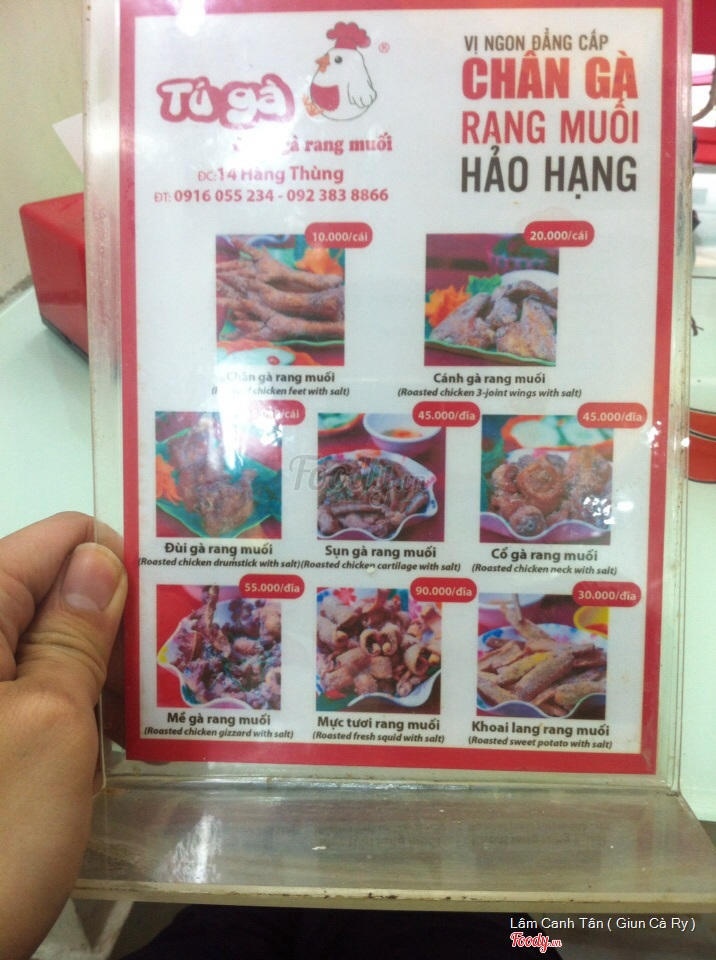 Tú gà
®
gà rang muối
ĐC: 14 Hàng Thùng
ĐT: 0916 055 234 - 092 383 8866
VỊ NGON ĐẲNG CẤP
CHÂN GÀ
RANG MUỐI
HẢO HẠNG
10.000/cái
20.000/cái
Chân gà rang muối
chicken feet with salt)
Cánh gà rang muối
(Roasted chicken 3-joint wings with salt)
/cái
45.000/đĩa
45.000/đĩa
Foody.vn
Đùi gà rang muối
(Roasted chicken drumstick with salt)
Sụn gà rang muối
(Roasted chicken cartilage with salt)
Cổ gà rang muối
(Roasted chicken neck with salt)
55.000/đĩa
90.000/đĩa
30.000/đĩa
Mề gà rang muối
(Roasted chicken gizzard with salt)
Mực tươi rang muối
(Roasted fresh squid with salt)
Khoai lang rang muối
(Roasted sweet potato with salt)
Lâm Canh Tân ( Giun Cà Ry )
Foody.vn